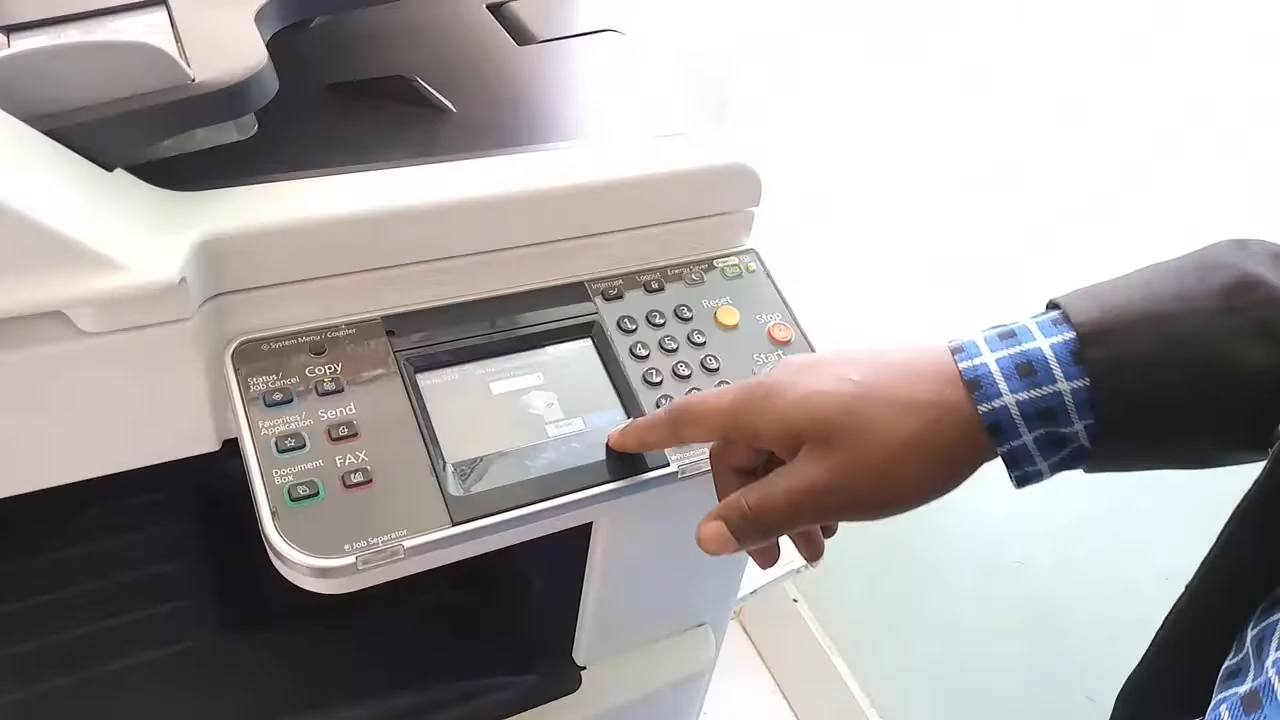 System Menu / Counter
Status /
Job Cancel
Copy
Favorites /
Application
Send
Document
Box
FAX
Job Separator
Interrupt
Logout
Energy Saver
Reset
Stop
Start
1
2
3
4
5
6
7
8
9
Processing